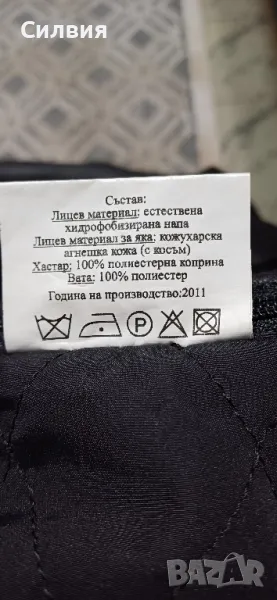 Силвия
Състав:
Лицев материал: естествена
хидрофобизирана напа
Лицев материал за яка: кожухарска
агнешка кожа (с косъм)
Хастар: 100% полиестерна коприна
Вата: 100% полиестер
Година на производство:2011
P
BAZAR